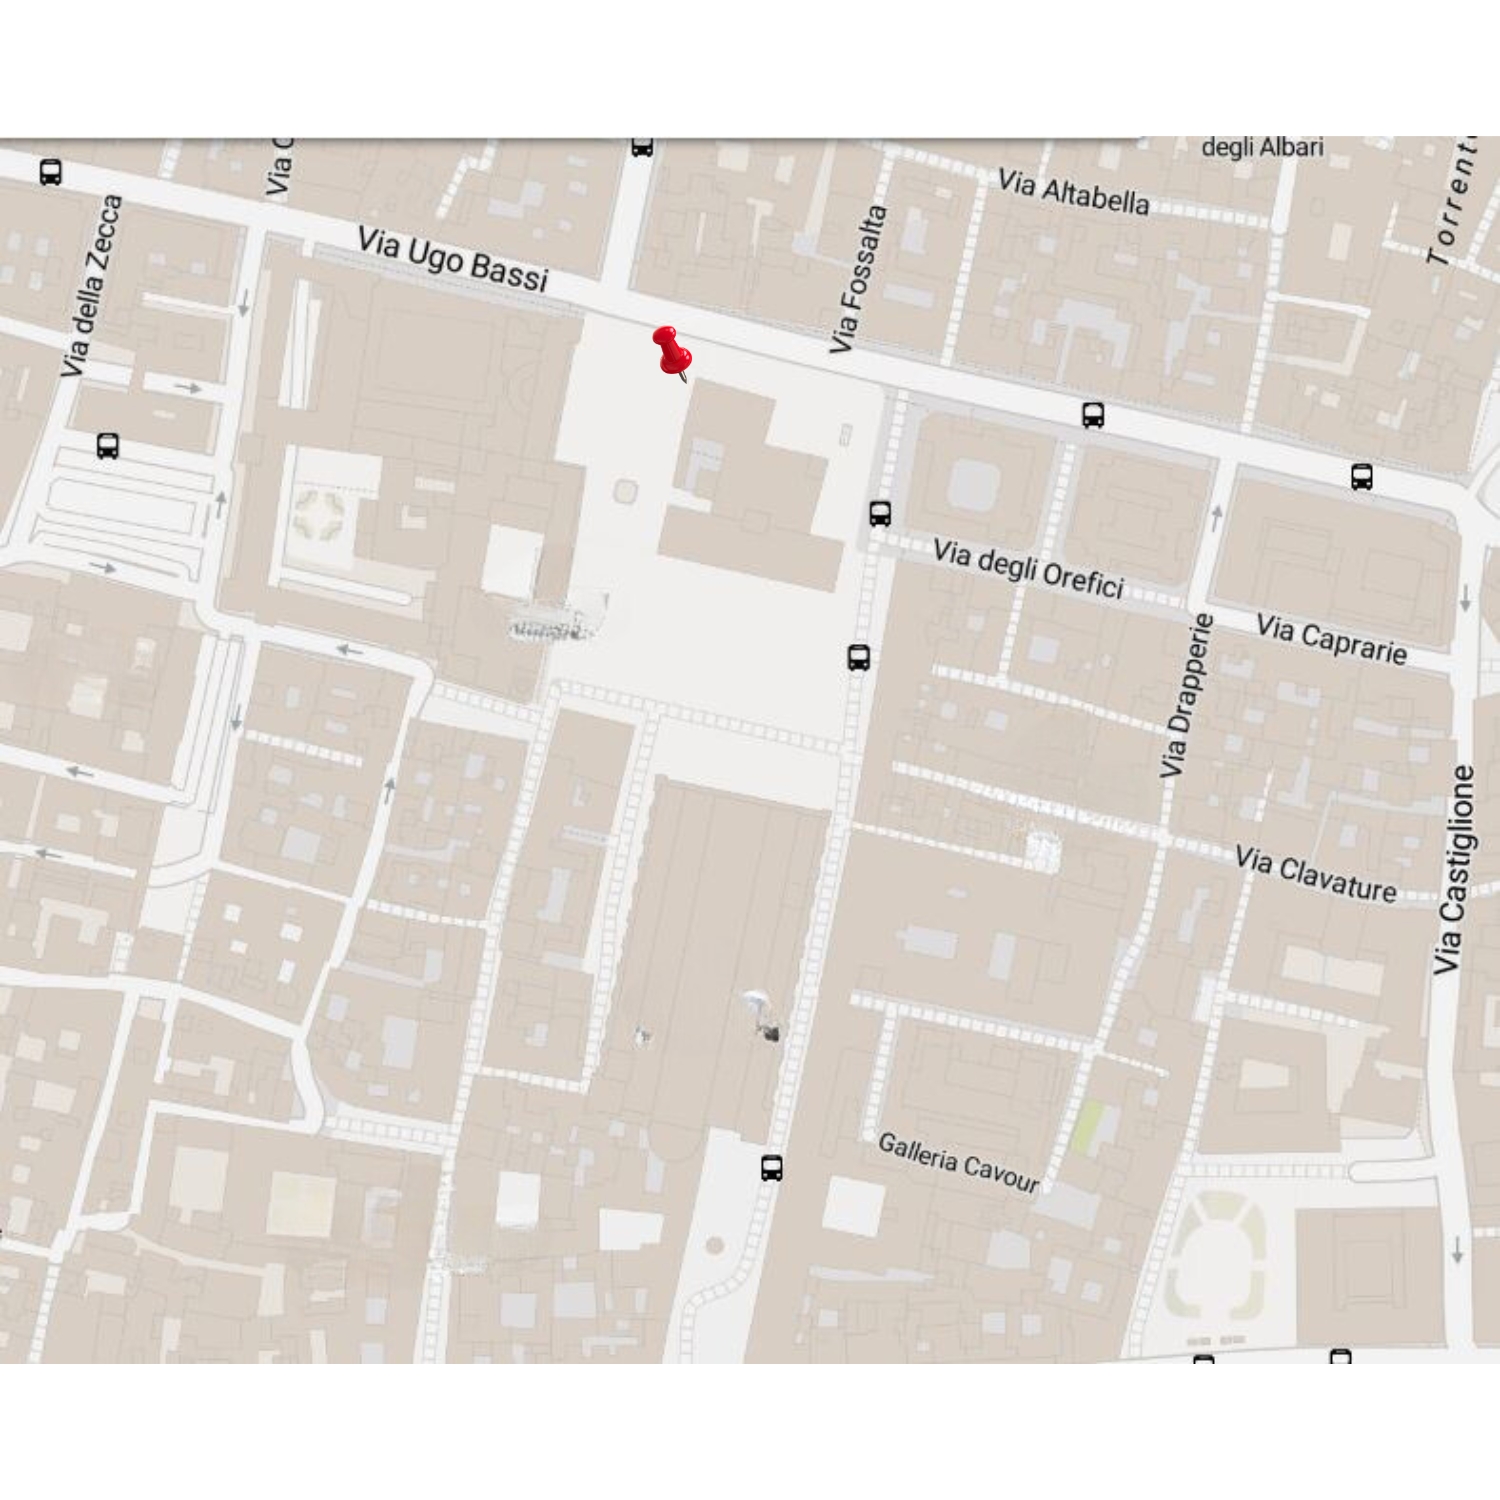 degli Albari
Via Altabella
Via della Zecca
Via Ugo Bassi
Via Fossalta
Via degli Orefici
Via Caprarie
Via Drapperie
Via Clavature
Via Castiglione
Galleria Cavour